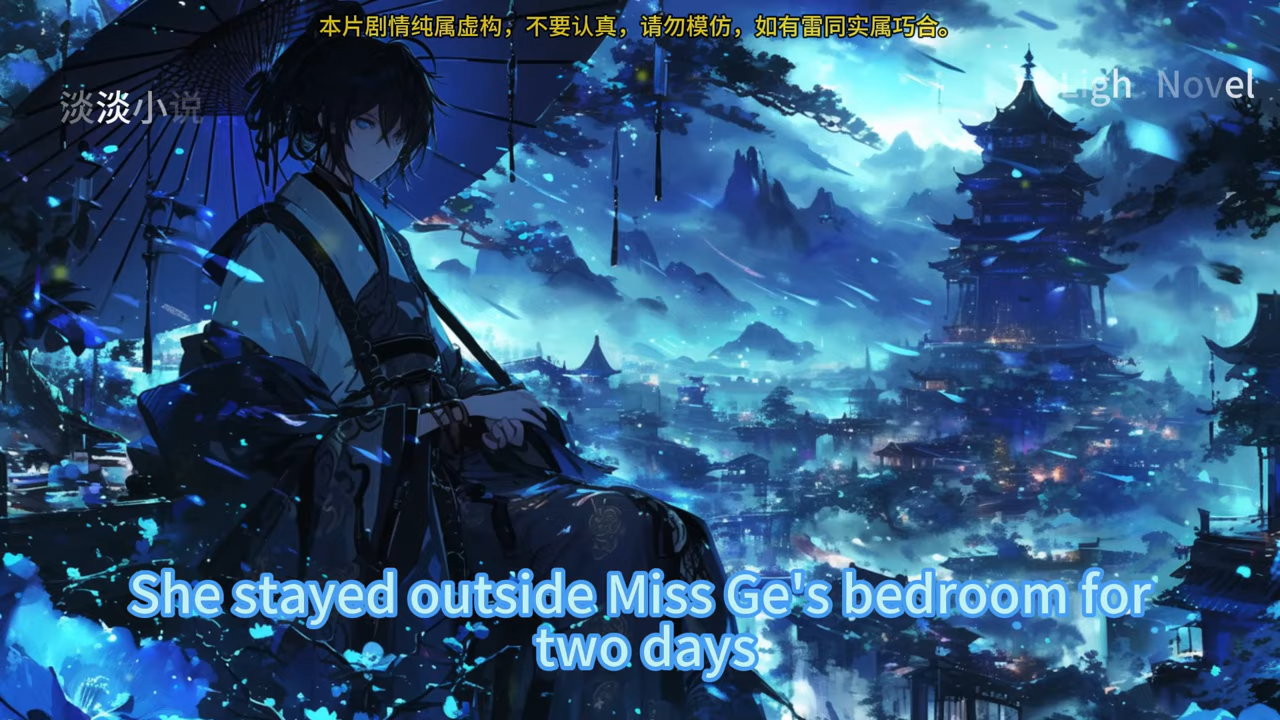 本片剧情纯属虚构，不要认真，请勿模仿，如有雷同实属巧合。
淡淡小说
Ligh Novel
She stayed outside Miss Ge's bedroom for
two days